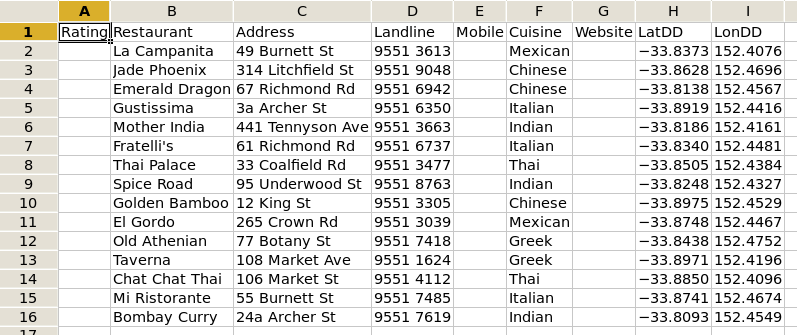 A B C D E F G H I
1 Rating Restaurant Address Landline Mobile Cuisine Website LatDD LonDD
2 La Campanita 49 Burnett St 9551 3613 Mexican −33.8373 152.4076
3 Jade Phoenix 314 Litchfield St 9551 9048 Chinese −33.8628 152.4696
4 Emerald Dragon 67 Richmond Rd 9551 6942 Chinese −33.8138 152.4567
5 Gustissima 3a Archer St 9551 6350 Italian −33.8919 152.4416
6 Mother India 441 Tennyson Ave 9551 3663 Indian −33.8186 152.4161
7 Fratelli's 61 Richmond Rd 9551 6737 Italian −33.8340 152.4481
8 Thai Palace 33 Coalfield Rd 9551 3477 Thai −33.8505 152.4384
9 Spice Road 95 Underwood St 9551 8763 Indian −33.8248 152.4327
10 Golden Bamboo 12 King St 9551 3305 Chinese −33.8975 152.4529
11 El Gordo 265 Crown Rd 9551 3039 Mexican −33.8748 152.4467
12 Old Athenian 77 Botany St 9551 7418 Greek −33.8438 152.4752
13 Taverna 108 Market Ave 9551 1624 Greek −33.8971 152.4196
14 Chat Chat Thai 106 Market St 9551 4112 Thai −33.8850 152.4096
15 Mi Ristorante 55 Burnett St 9551 7485 Italian −33.8741 152.4674
16 Bombay Curry 24a Archer St 9551 7619 Indian −33.8093 152.4549
17